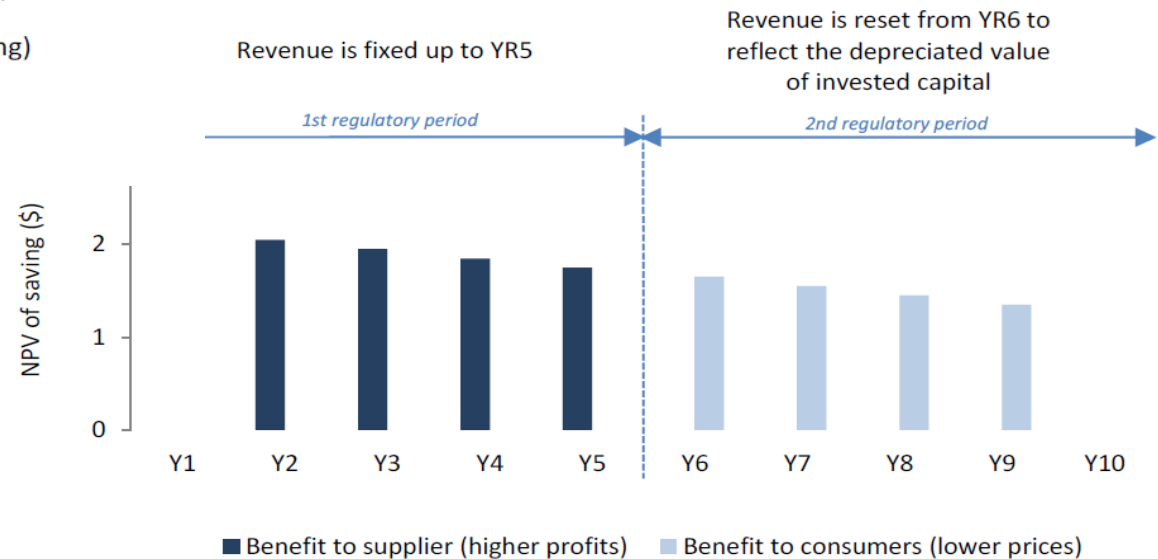 ng)
Revenue is fixed up to YR5
Revenue is reset from YR6 to
reflect the depreciated value
of invested capital
1st regulatory period
2nd regulatory period
NPV of saving ($)
2
1
0
Y1 Y2 Y3 Y4 Y5 Y6 Y7 Y8 Y9 Y10
Benefit to supplier (higher profits) Benefit to consumers (lower prices)